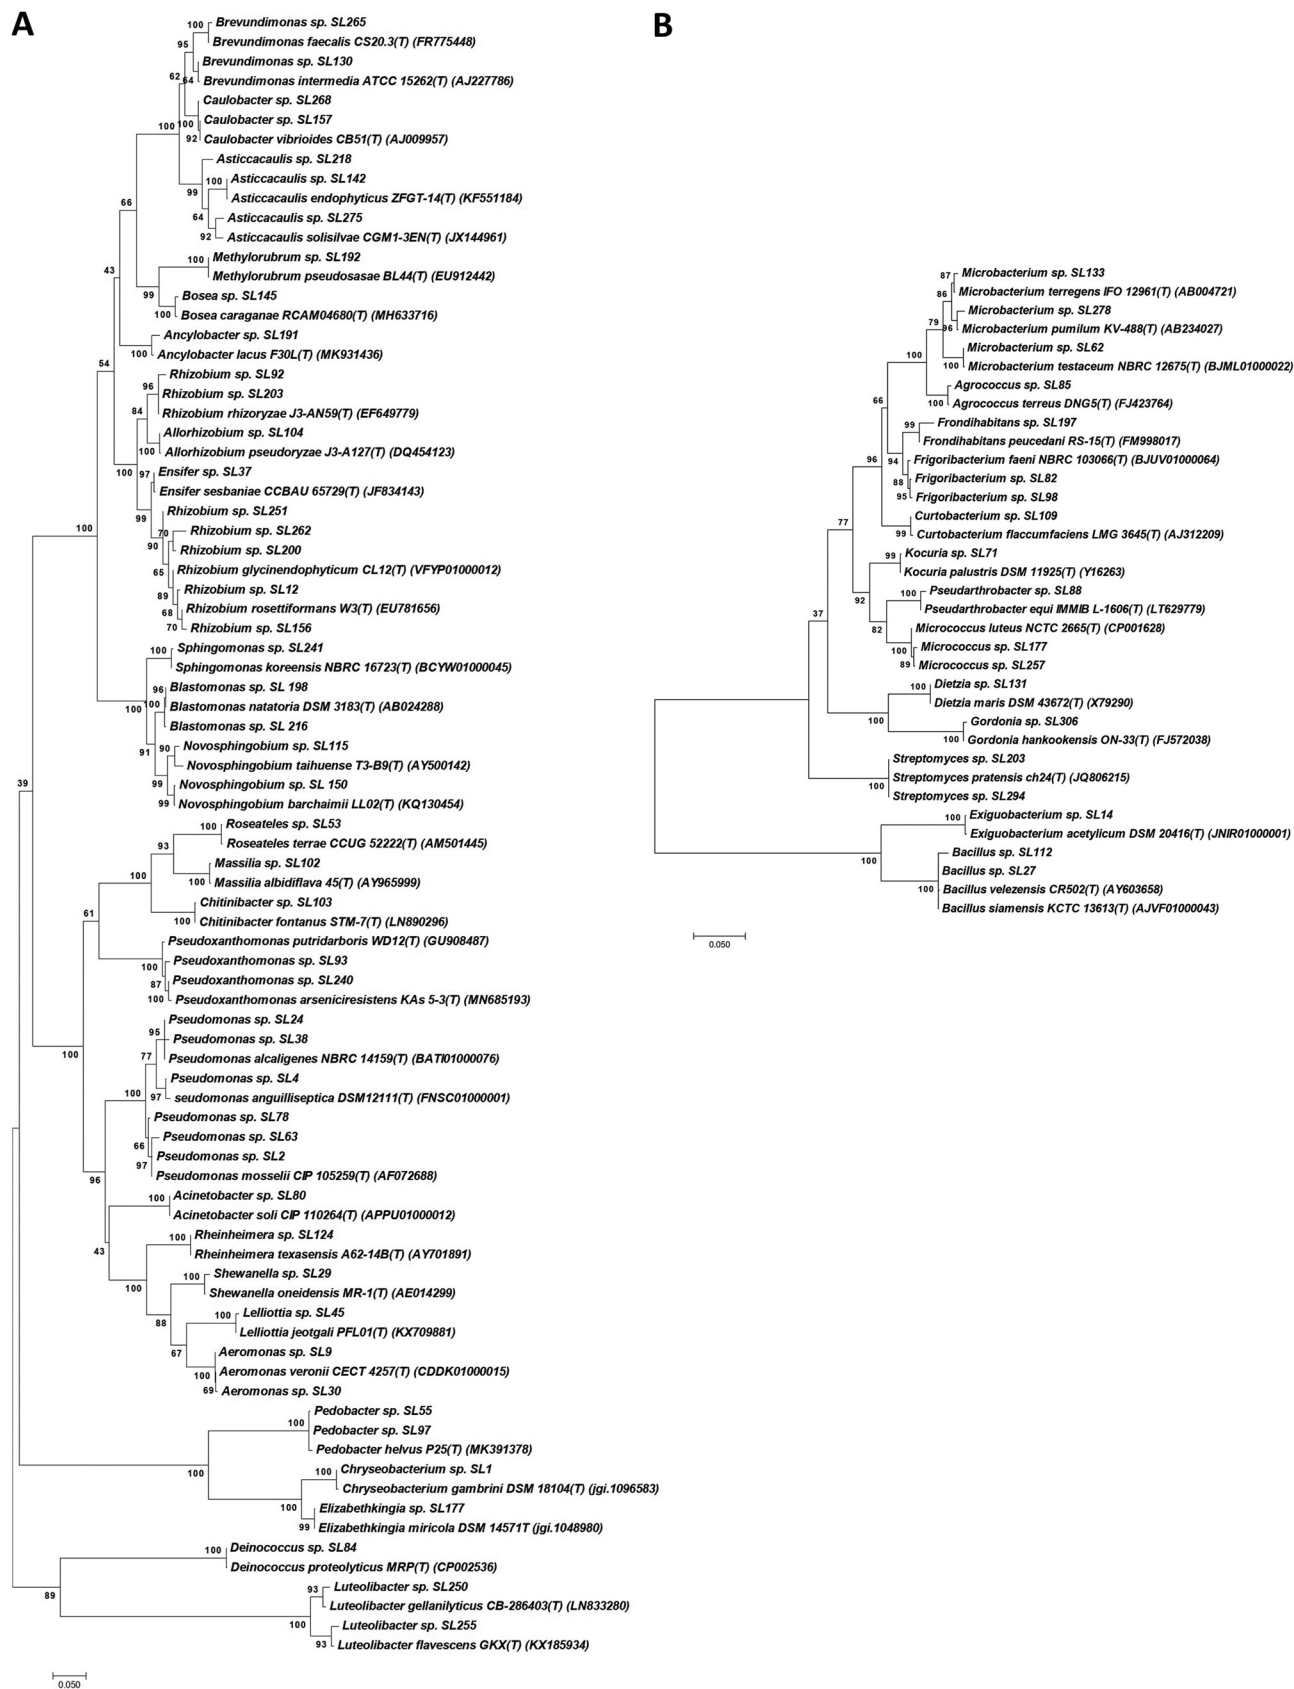 A
Brevundimonas sp. SL265
Brevundimonas faecalis CS20.3(T) (FR775448)
Brevundimonas sp. SL130
Brevundimonas intermedia ATCC 15262(T) (AJ227786)
Caulobacter sp. SL268
Caulobacter sp. SL157
Caulobacter vibrioides CB51(T) (AJ009957)
Asticcacaulis sp. SL218
Asticcacaulis sp. SL142
Asticcacaulis endophyticus ZFGT-14(T) (KF551184)
Asticcacaulis sp. SL275
Asticcacaulis solisilvae CGM1-3EN(T) (JX144961)
Methylorubrum sp. SL192
Methylorubrum pseudosasae BL44(T) (EU912442)
Bosea sp. SL145
Bosea caraganae RCAM04680(T) (MH633716)
Ancylobacter sp. SL191
Ancylobacter lacus F30L(T) (MK931436)
Rhizobium sp. SL92
Rhizobium sp. SL203
Rhizobium rhizoryzae J3-AN59(T) (EF649779)
Allorhizobium sp. SL104
Allorhizobium pseudoryzae J3-A127(T) (DQ454123)
Ensifer sp. SL37
Ensifer sesbaniae CCBAU 65729(T) (JF834143)
Rhizobium sp. SL251
Rhizobium sp. SL262
Rhizobium sp. SL200
Rhizobium glycinendophyticum CL12(T) (VFYP01000012)
Rhizobium sp. SL12
Rhizobium rosettiformans W3(T) (EU781656)
Rhizobium sp. SL156
Sphingomonas sp. SL241
Sphingomonas koreensis NBRC 16723(T) (BCYW01000045)
Blastomonas sp. SL 198
Blastomonas natatoria DSM 3183(T) (AB024288)
Blastomonas sp. SL 216
Novosphingobium sp. SL115
Novosphingobium taihuense T3-B9(T) (AY500142)
Novosphingobium sp. SL 150
Novosphingobium barchaimii LL02(T) (KQ130454)
Roseateles sp. SL53
Roseateles terrae CCUG 52222(T) (AM501445)
Massilia sp. SL102
Massilia albidiflava 45(T) (AY965999)
Chitinibacter sp. SL103
Chitinibacter fontanus STM-7(T) (LN890296)
Pseudoxanthomonas putridarboris WD12(T) (GU908487)
Pseudoxanthomonas sp. SL93
Pseudoxanthomonas sp. SL240
Pseudoxanthomonas arseniciresistens KAs 5-3(T) (MN685193)
Pseudomonas sp. SL24
Pseudomonas sp. SL38
Pseudomonas alcaligenes NBRC 14159(T) (BATI01000076)
Pseudomonas sp. SL4
seudomonas anguilliseptica DSM12111(T) (FNSC01000001)
Pseudomonas sp. SL78
Pseudomonas sp. SL63
Pseudomonas sp. SL2
Pseudomonas mosselii CIP 105259(T) (AF072688)
Acinetobacter sp. SL80
Acinetobacter soli CIP 110264(T) (APPU01000012)
Rheinheimera sp. SL124
Rheinheimera texasensis A62-14B(T) (AY701891)
Shewanella sp. SL29
Shewanella oneidensis MR-1(T) (AE014299)
Lelliottia sp. SL45
Lelliottia jeotgali PFL01(T) (KX709881)
Aeromonas sp. SL9
Aeromonas veronii CECT 4257(T) (CDDK01000015)
Aeromonas sp. SL30
Pedobacter sp. SL55
Pedobacter sp. SL97
Pedobacter helvus P25(T) (MK391378)
Chryseobacterium sp. SL1
Chryseobacterium gambrini DSM 18104(T) (jgi.1096583)
Elizabethkingia sp. SL177
Elizabethkingia miricola DSM 14571T (jgi.1048980)
Deinococcus sp. SL84
Deinococcus proteolyticus MRP(T) (CP002536)
Luteolibacter sp. SL250
Luteolibacter gellanilyticus CB-286403(T) (LN833280)
Luteolibacter sp. SL255
Luteolibacter flavescens GKX(T) (KX185934)
100
95
62
64
100
100
92
99
100
64
92
66
100
99
100
43
100
54
96
84
100
100
97
99
70
90
65
89
68
70
100
100
96
100
100
91
90
99
99
39
100
93
100
100
100
61
100
87
100
100
95
77
100
97
66
97
96
100
43
100
100
100
88
100
67
100
69
100
100
100
100
99
100
89
93
100
93
0.050
B
Microbacterium sp. SL133
Microbacterium terregens IFO 12961(T) (AB004721)
Microbacterium sp. SL278
Microbacterium pumilum KV-488(T) (AB234027)
Microbacterium sp. SL62
Microbacterium testaceum NBRC 12675(T) (BJML01000022)
Agrococcus sp. SL85
Agrococcus terreus DNG5(T) (FJ423764)
Frondihabitans sp. SL197
Frondihabitans peucedani RS-15(T) (FM998017)
Frigoribacterium faeni NBRC 103066(T) (BJUV01000064)
Frigoribacterium sp. SL82
Frigoribacterium sp. SL98
Curtobacterium sp. SL109
Curtobacterium flaccumfaciens LMG 3645(T) (AJ312209)
Kocuria sp. SL71
Kocuria palustris DSM 11925(T) (Y16263)
Pseudarthrobacter sp. SL88
Pseudarthrobacter equi IMMIB L-1606(T) (LT629779)
Micrococcus luteus NCTC 2665(T) (CP001628)
Micrococcus sp. SL177
Micrococcus sp. SL257
Dietzia sp. SL131
Dietzia maris DSM 43672(T) (X79290)
Gordonia sp. SL306
Gordonia hankookensis ON-33(T) (FJ572038)
Streptomyces sp. SL203
Streptomyces pratensis ch24(T) (JQ806215)
Streptomyces sp. SL294
Exiguobacterium sp. SL14
Exiguobacterium acetylicum DSM 20416(T) (JNIR01000001)
Bacillus sp. SL112
Bacillus sp. SL27
Bacillus velezensis CR502(T) (AY603658)
Bacillus siamensis KCTC 13613(T) (AJVF01000043)
87
86
79
96
100
100
100
66
99
94
88
95
96
99
77
99
92
100
82
100
89
37
100
100
100
100
100
100
100
0.050